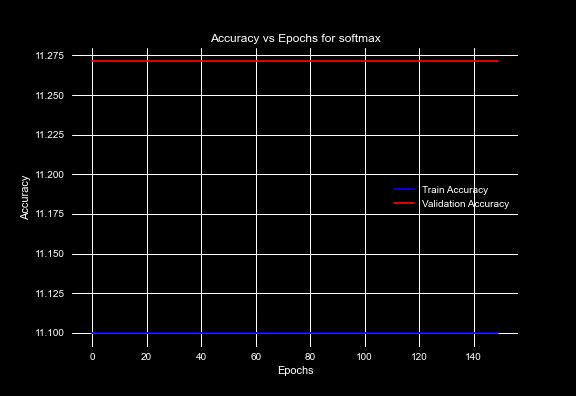 Accuracy vs Epochs for softmax
11.275
11.250
11.225
11.200
11.175
11.150
11.125
11.100
Accuracy
Train Accuracy
Validation Accuracy
0 20 40 60 80 100 120 140
Epochs